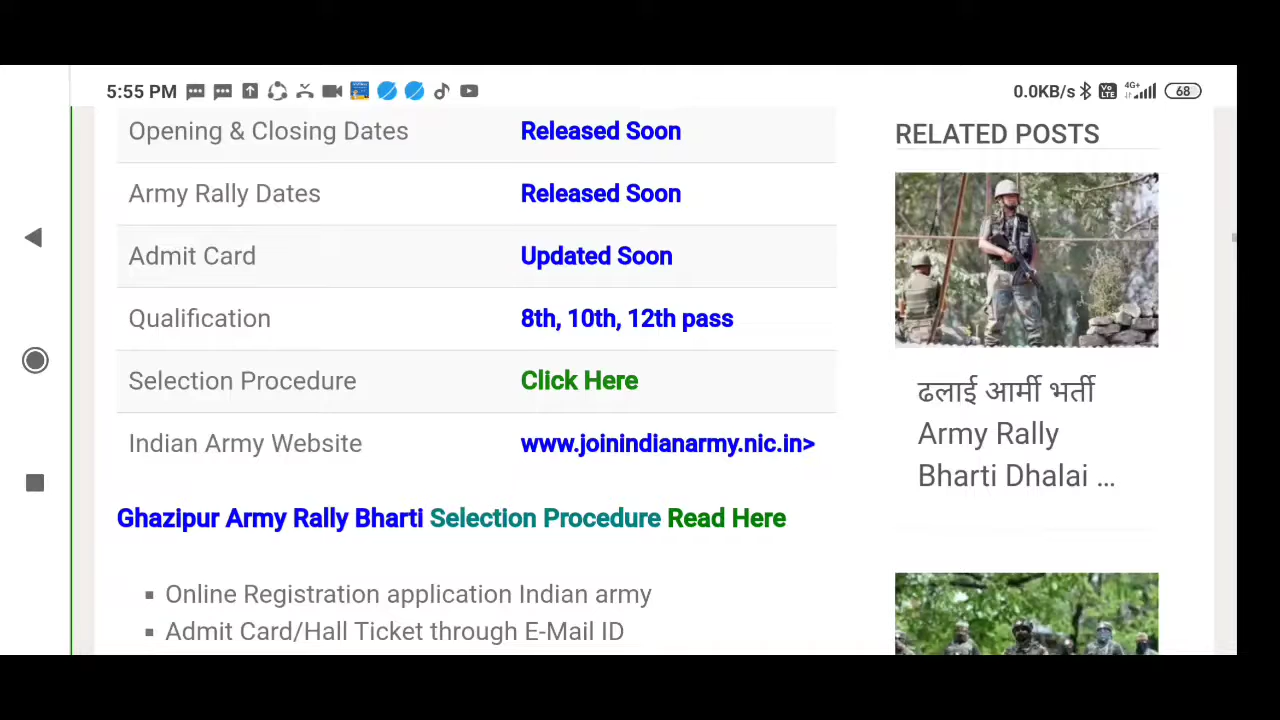 5:55 PM
0.0KB/s
Vo LTE
4G+
68
Opening & Closing Dates Released Soon
Army Rally Dates Released Soon
Admit Card Updated Soon
Qualification 8th, 10th, 12th pass
Selection Procedure Click Here
Indian Army Website www.joinindianarmy.nic.in>
Ghazipur Army Rally Bharti Selection Procedure Read Here
▪ Online Registration application Indian army
▪ Admit Card/Hall Ticket through E-Mail ID
RELATED POSTS
ढलाई आर्मी भर्ती
Army Rally
Bharti Dhalai ...